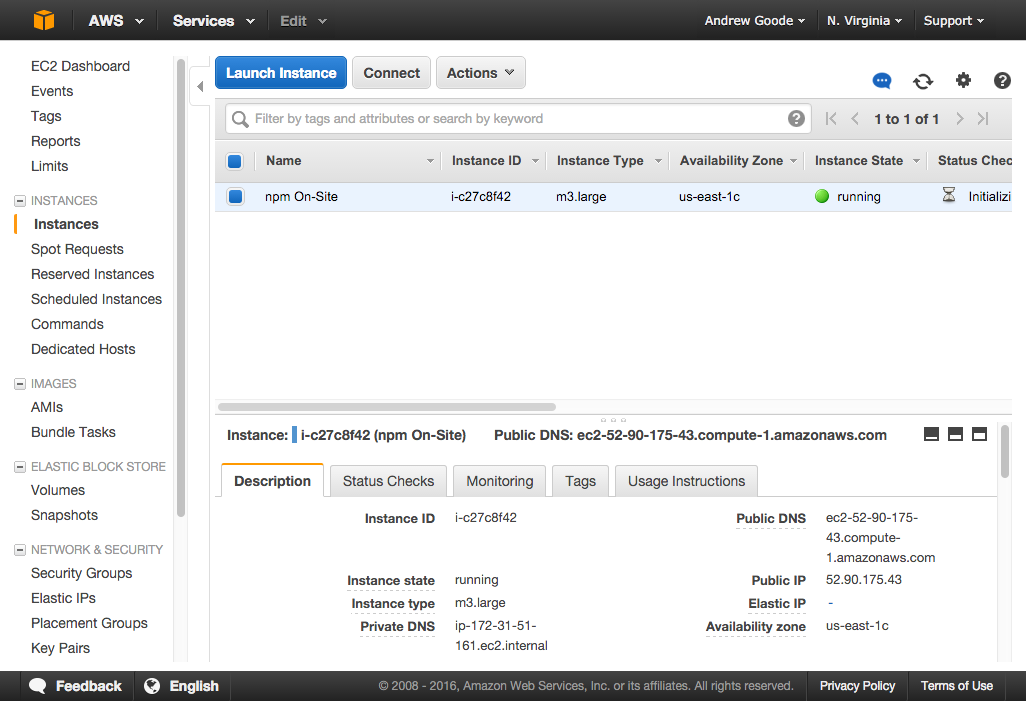 AWS Services Edit Andrew Goode N. Virginia Support
EC2 Dashboard
Events
Tags
Reports
Limits
INSTANCES
Instances
Spot Requests
Reserved Instances
Scheduled Instances
Commands
Dedicated Hosts
IMAGES
AMIs
Bundle Tasks
ELASTIC BLOCK STORE
Volumes
Snapshots
NETWORK & SECURITY
Security Groups
Elastic IPs
Placement Groups
Key Pairs
Launch Instance Connect Actions
Filter by tags and attributes or search by keyword 1 to 1 of 1
Name Instance ID Instance Type Availability Zone Instance State Status Chec
npm On-Site i-c27c8f42 m3.large us-east-1c running Initializi
Instance: i-c27c8f42 (npm On-Site) Public DNS: ec2-52-90-175-43.compute-1.amazonaws.com
Description Status Checks Monitoring Tags Usage Instructions
Instance ID i-c27c8f42 Public DNS ec2-52-90-175-
43.compute-
1.amazonaws.com
Instance state running Public IP 52.90.175.43
Instance type m3.large Elastic IP -
Private DNS ip-172-31-51- Availability zone us-east-1c
161.ec2.internal
Feedback English © 2008 - 2016, Amazon Web Services, Inc. or its affiliates. All rights reserved. Privacy Policy Terms of Use